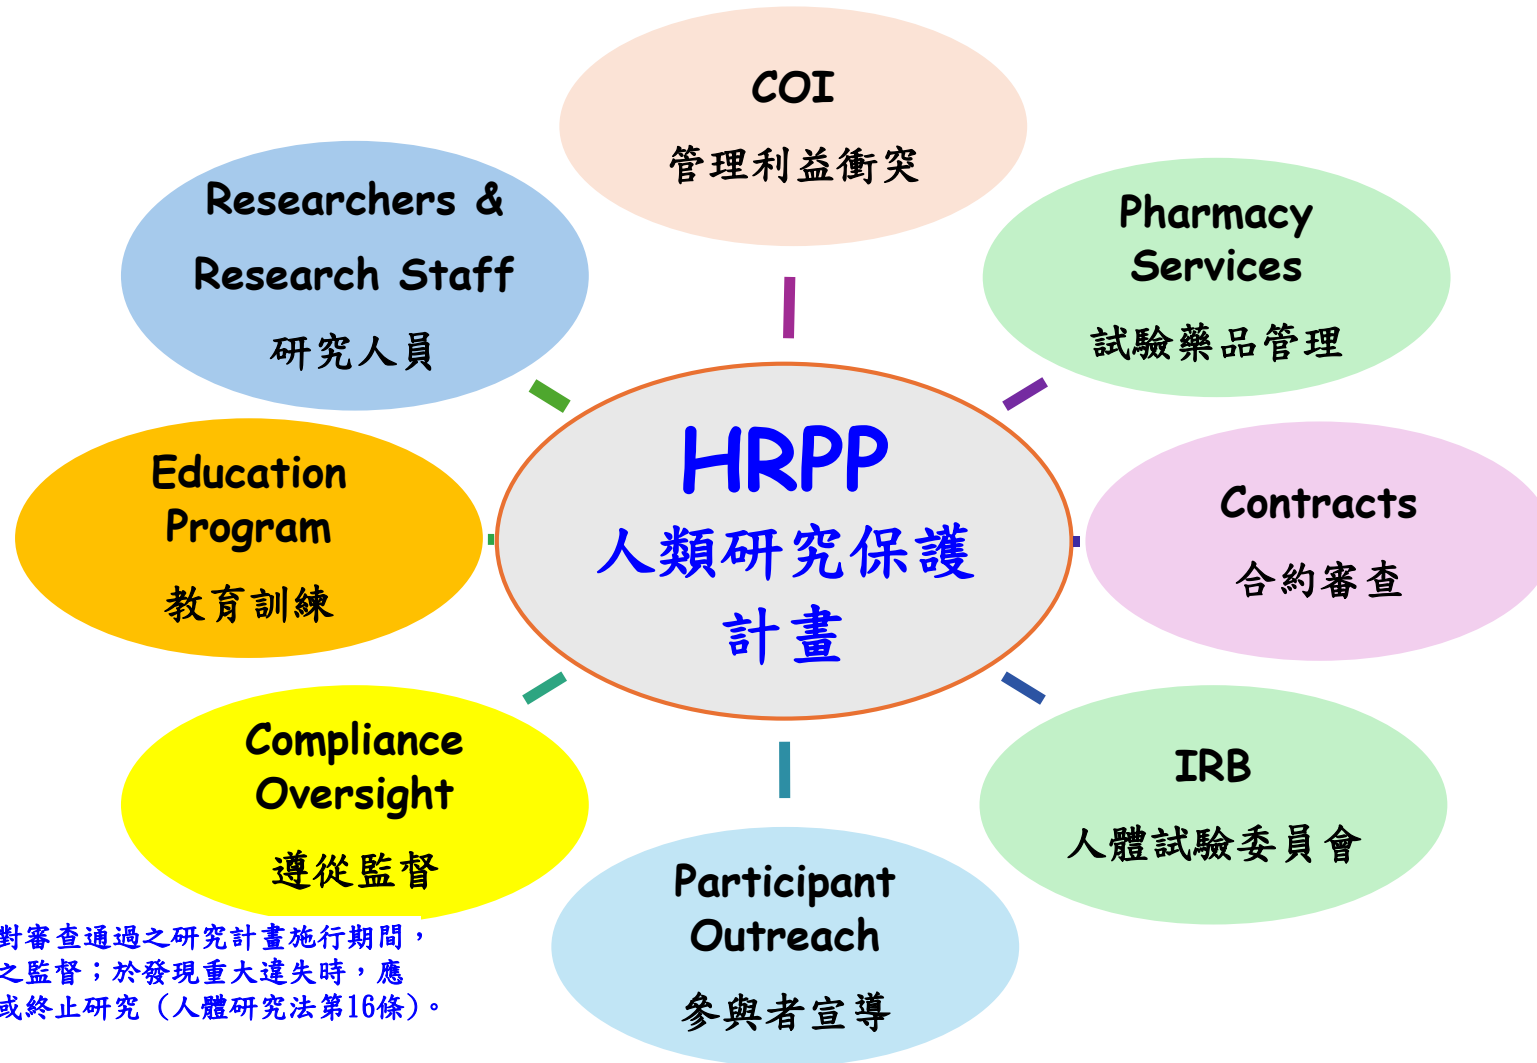 COI
管理利益衝突
Researchers &
Research Staff
研究人員
Pharmacy
Services
試驗藥品管理
HRPP
人類研究保護
計畫
Education
Program
教育訓練
Contracts
合約審查
Compliance
Oversight
遵從監督
IRB
人體試驗委員會
Participant
Outreach
參與者宣導
對審查通過之研究計畫施行期間，
之監督；於發現重大違失時，應
或終止研究（人體研究法第16條）。